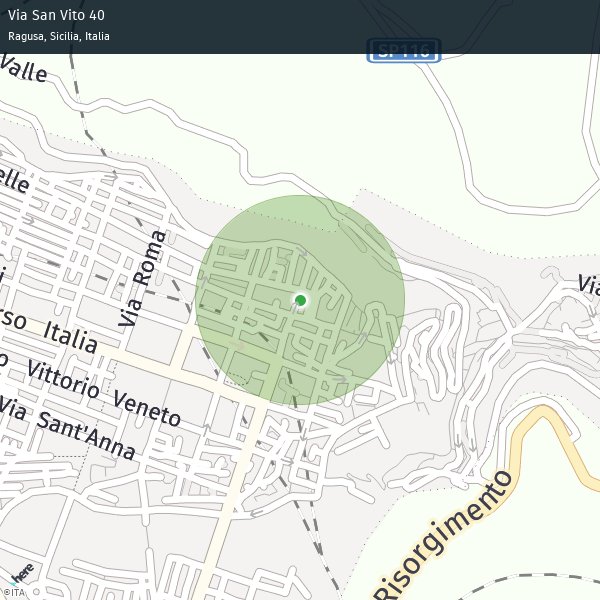 Via San Vito 40
Ragusa, Sicilia, Italia
SP116
Valle
elle
Via Roma
i
Via
rso Italia
o Vittorio Veneto
Via Sant'Anna
Risorgimento
here
©ITA